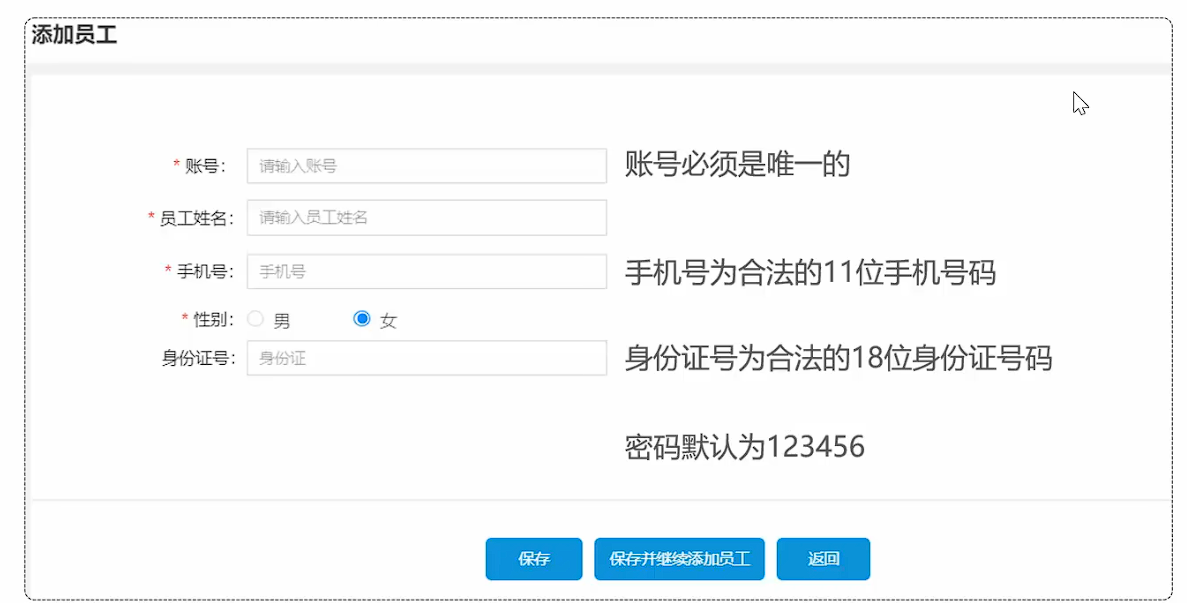 添加员工
* 账号: 请输入账号 账号必须是唯一的
* 员工姓名: 请输入员工姓名
* 手机号: 手机号 手机号为合法的11位手机号码
* 性别: 男 女
身份证号: 身份证 身份证号为合法的18位身份证号码
密码默认为123456
保存 保存并继续添加员工 返回